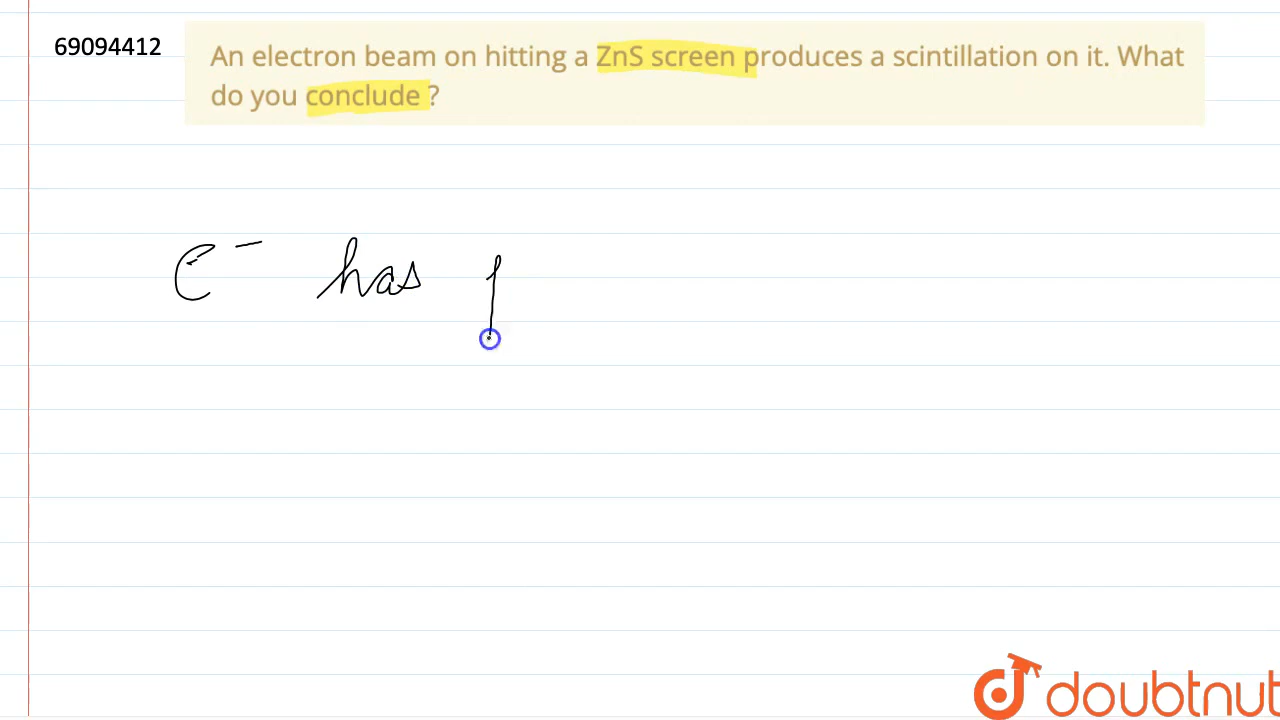 69094412
An electron beam on hitting a ZnS screen produces a scintillation on it. What
do you conclude ?
e⁻ has p
doubtnut